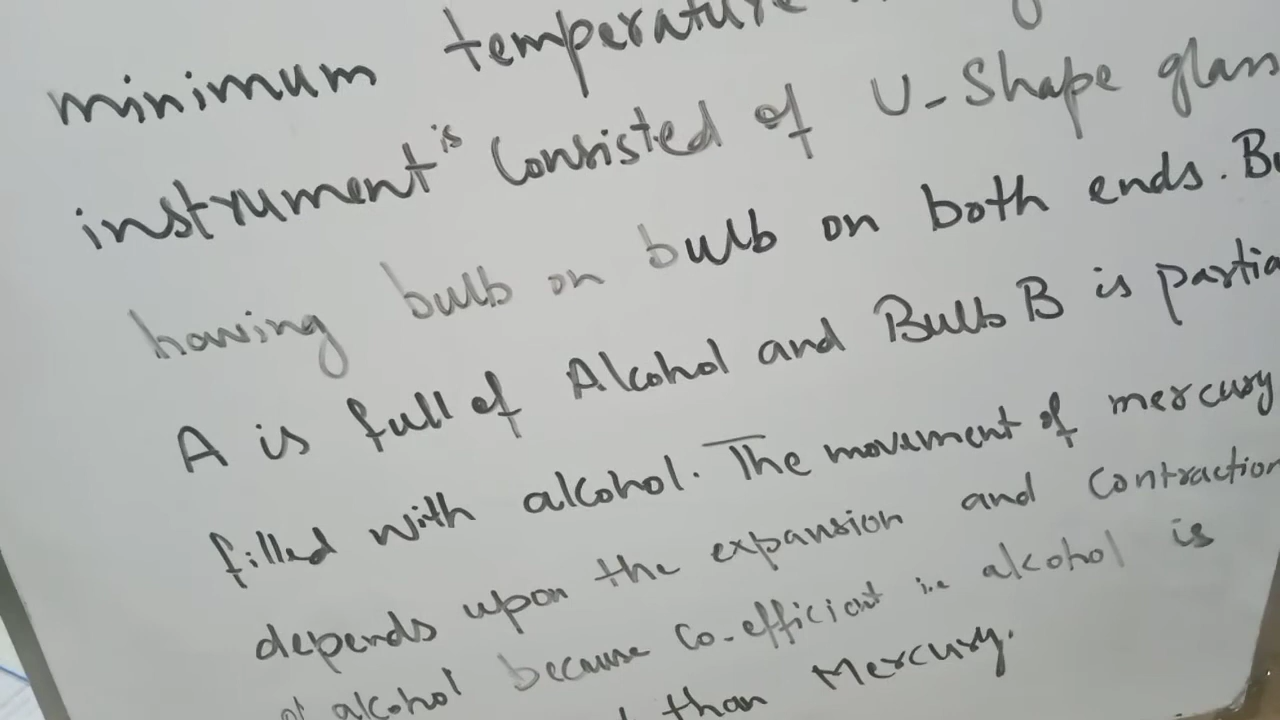 minimum temperature
instrument is Consisted of U-Shape glass
having bulb on bulb on both ends.
A is full of Alcohol and Bulb B is partia
filled with alcohol. The movement of mercury
depends upon the expansion and Contraction
of alcohol because Co-efficient i.e alcohol is
than Mercury.